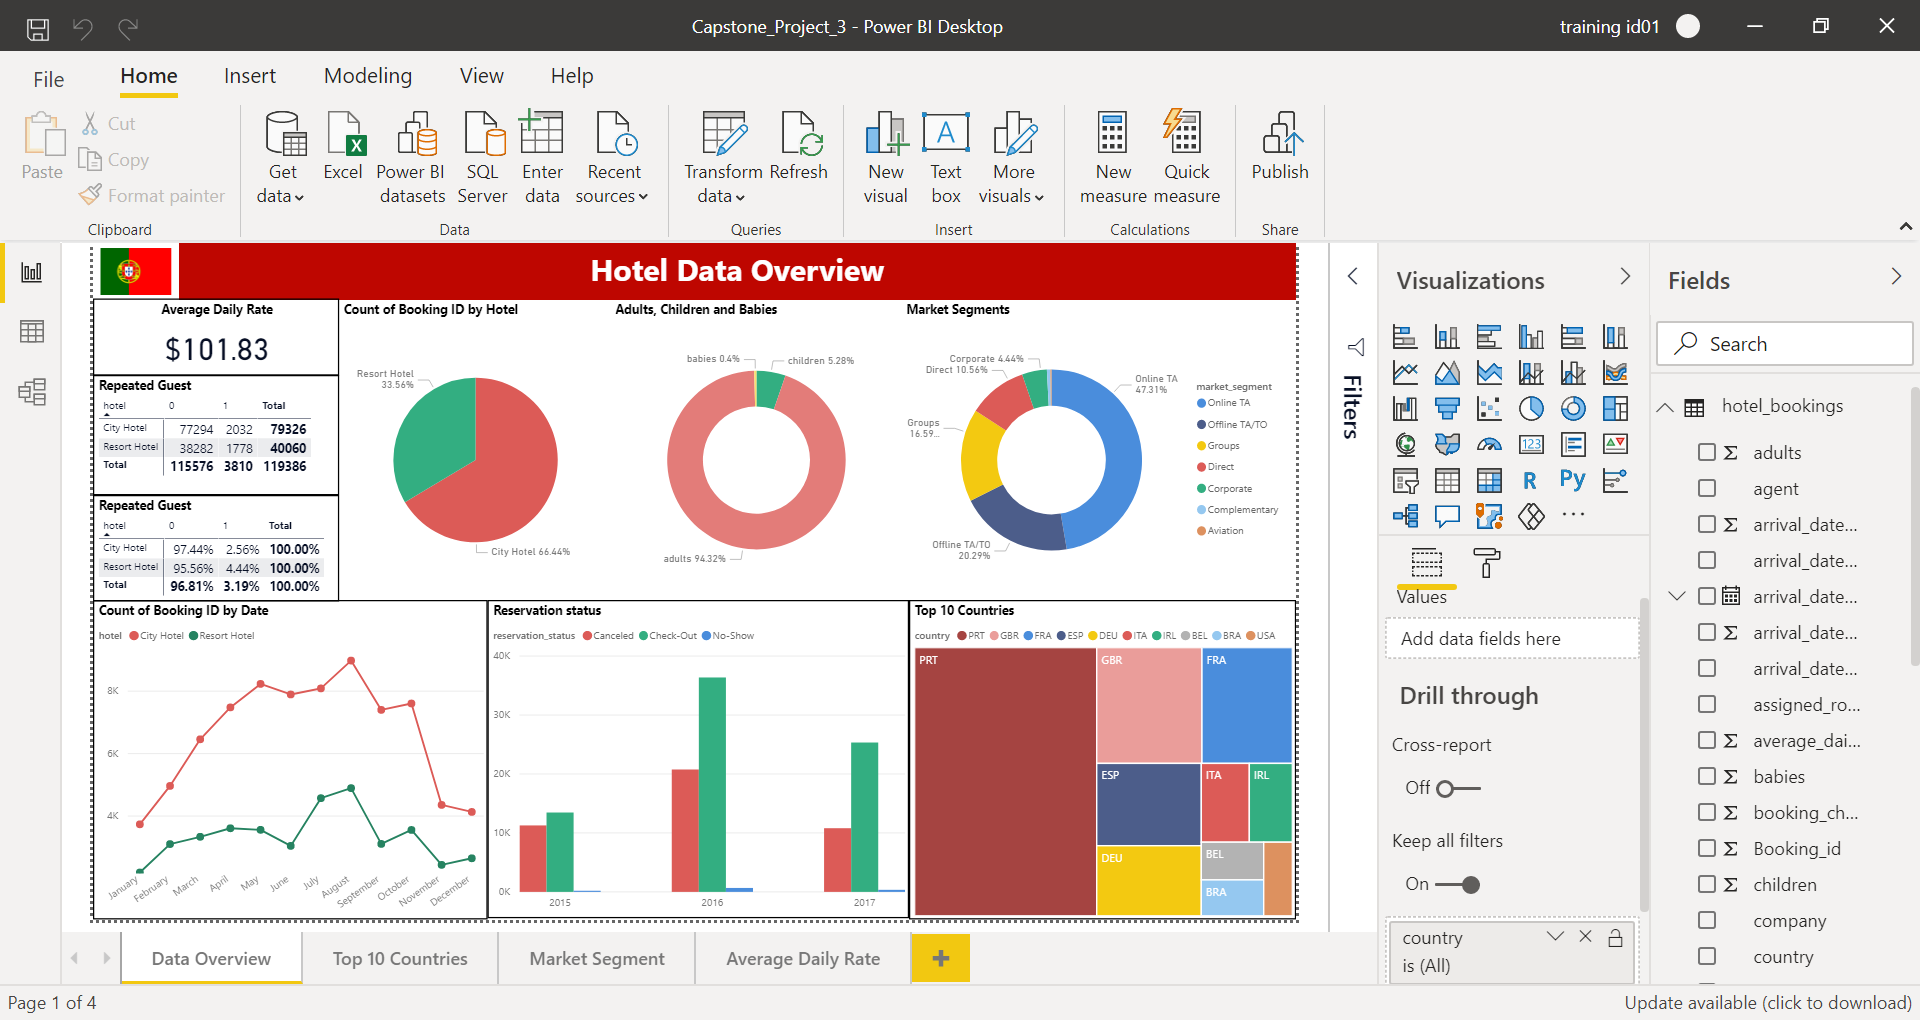 Capstone_Project_3 - Power BI Desktop
training id01
File
Home
Insert
Modeling
View
Help
Paste
Cut
Copy
Format painter
Clipboard
Get
data
Excel
Power BI
datasets
SQL
Server
Enter
data
Recent
sources
Data
Transform
data
Refresh
Queries
New
visual
Text
box
More
visuals
Insert
New
measure
Quick
measure
Calculations
Publish
Share
Hotel Data Overview
Average Daily Rate
$101.83
Repeated Guest
hotel 0 1 Total
City Hotel 77294 2032 79326
Resort Hotel 38282 1778 40060
Total 115576 3810 119386
Repeated Guest
hotel 0 1 Total
City Hotel 97.44% 2.56% 100.00%
Resort Hotel 95.56% 4.44% 100.00%
Total 96.81% 3.19% 100.00%
Count of Booking ID by Hotel
Resort Hotel
33.56%
City Hotel 66.44%
Adults, Children and Babies
babies 0.4%
children 5.28%
adults 94.32%
Market Segments
Corporate 4.44%
Direct 10.56%
Online TA
47.31%
Groups
16.59...
Offline TA/TO
20.29%
market_segment
Online TA
Offline TA/TO
Groups
Direct
Corporate
Complementary
Aviation
Count of Booking ID by Date
hotel City Hotel Resort Hotel
8K
6K
4K
January
February
March
April
May
June
July
August
September
October
November
December
Reservation status
reservation_status Canceled Check-Out No-Show
40K
30K
20K
10K
0K
2015
2016
2017
Top 10 Countries
country PRT GBR FRA ESP DEU ITA IRL BEL BRA USA
PRT
GBR
FRA
ESP
ITA
IRL
DEU
BEL
BRA
Filters
Visualizations
123
R
Py
Values
Add data fields here
Drill through
Cross-report
Off
Keep all filters
On
country
is (All)
Fields
Search
hotel_bookings
adults
agent
arrival_date...
arrival_date...
arrival_date...
arrival_date...
arrival_date...
assigned_ro...
average_dai...
babies
booking_ch...
Booking_id
children
company
country
Data Overview
Top 10 Countries
Market Segment
Average Daily Rate
Page 1 of 4
Update available (click to download)